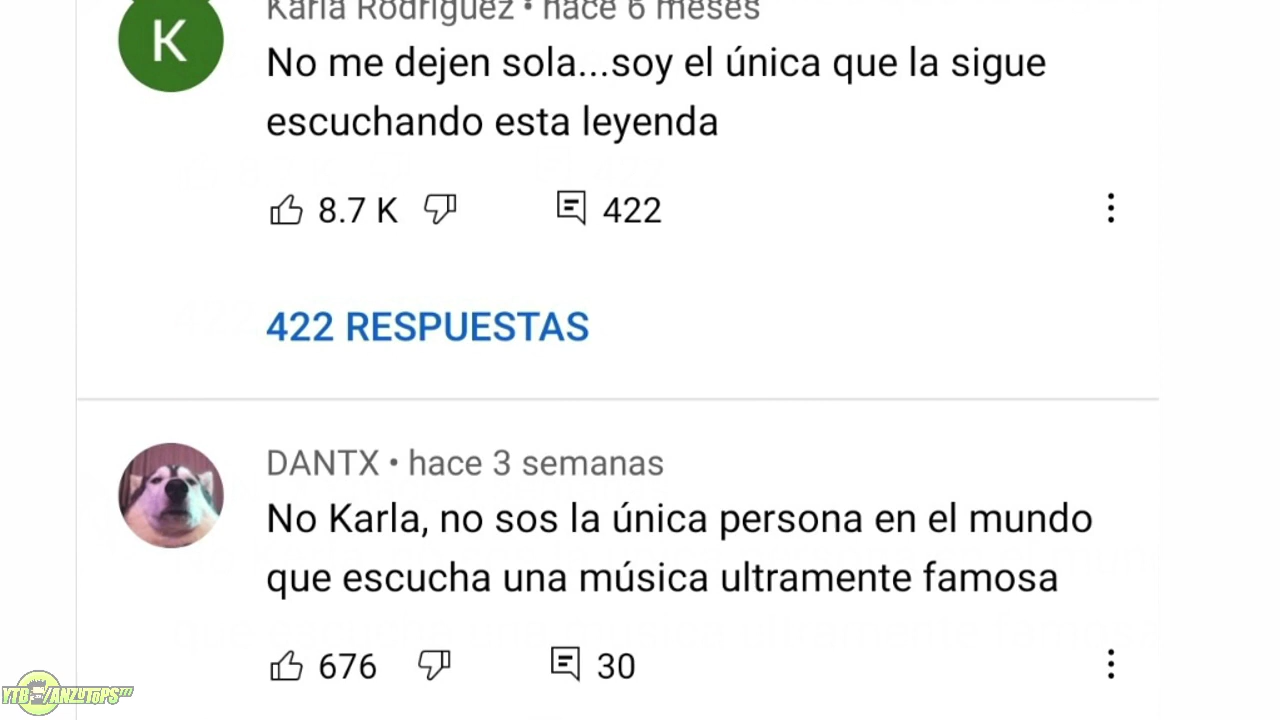 Karla Rodríguez • hace 6 meses
K
No me dejen sola...soy el única que la sigue
escuchando esta leyenda
8.7 K 422
422 RESPUESTAS
DANTX • hace 3 semanas
No Karla, no sos la única persona en el mundo
que escucha una música ultramente famosa
676 30